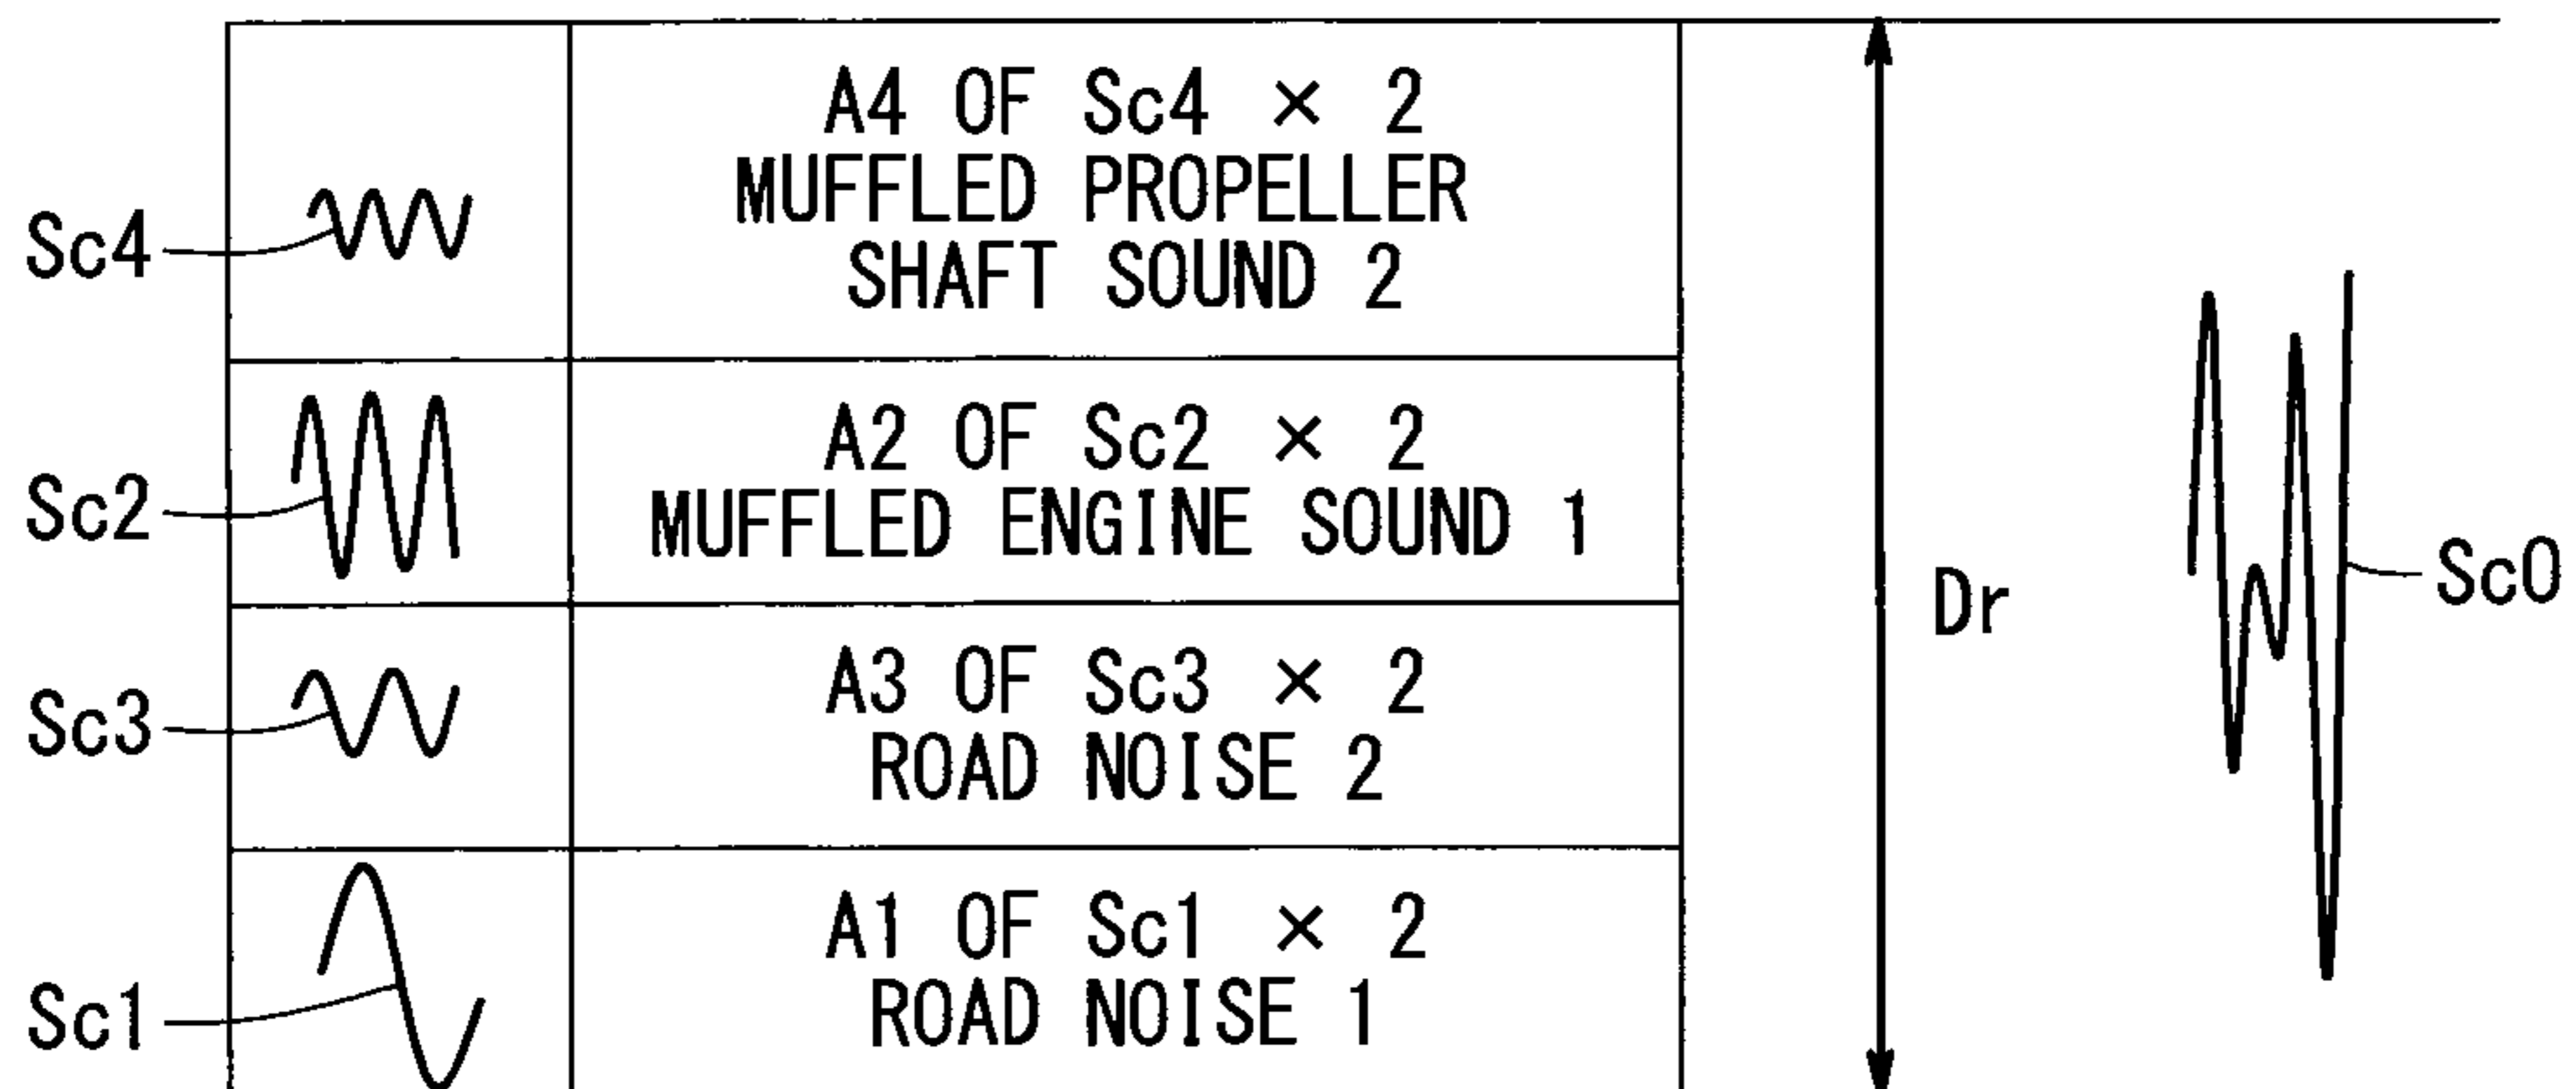 Sc4
A4 OF Sc4 × 2
MUFFLED PROPELLER
SHAFT SOUND 2
Sc2
A2 OF Sc2 × 2
MUFFLED ENGINE SOUND 1
Sc3
A3 OF Sc3 × 2
ROAD NOISE 2
Sc1
A1 OF Sc1 × 2
ROAD NOISE 1
Dr
Sc0